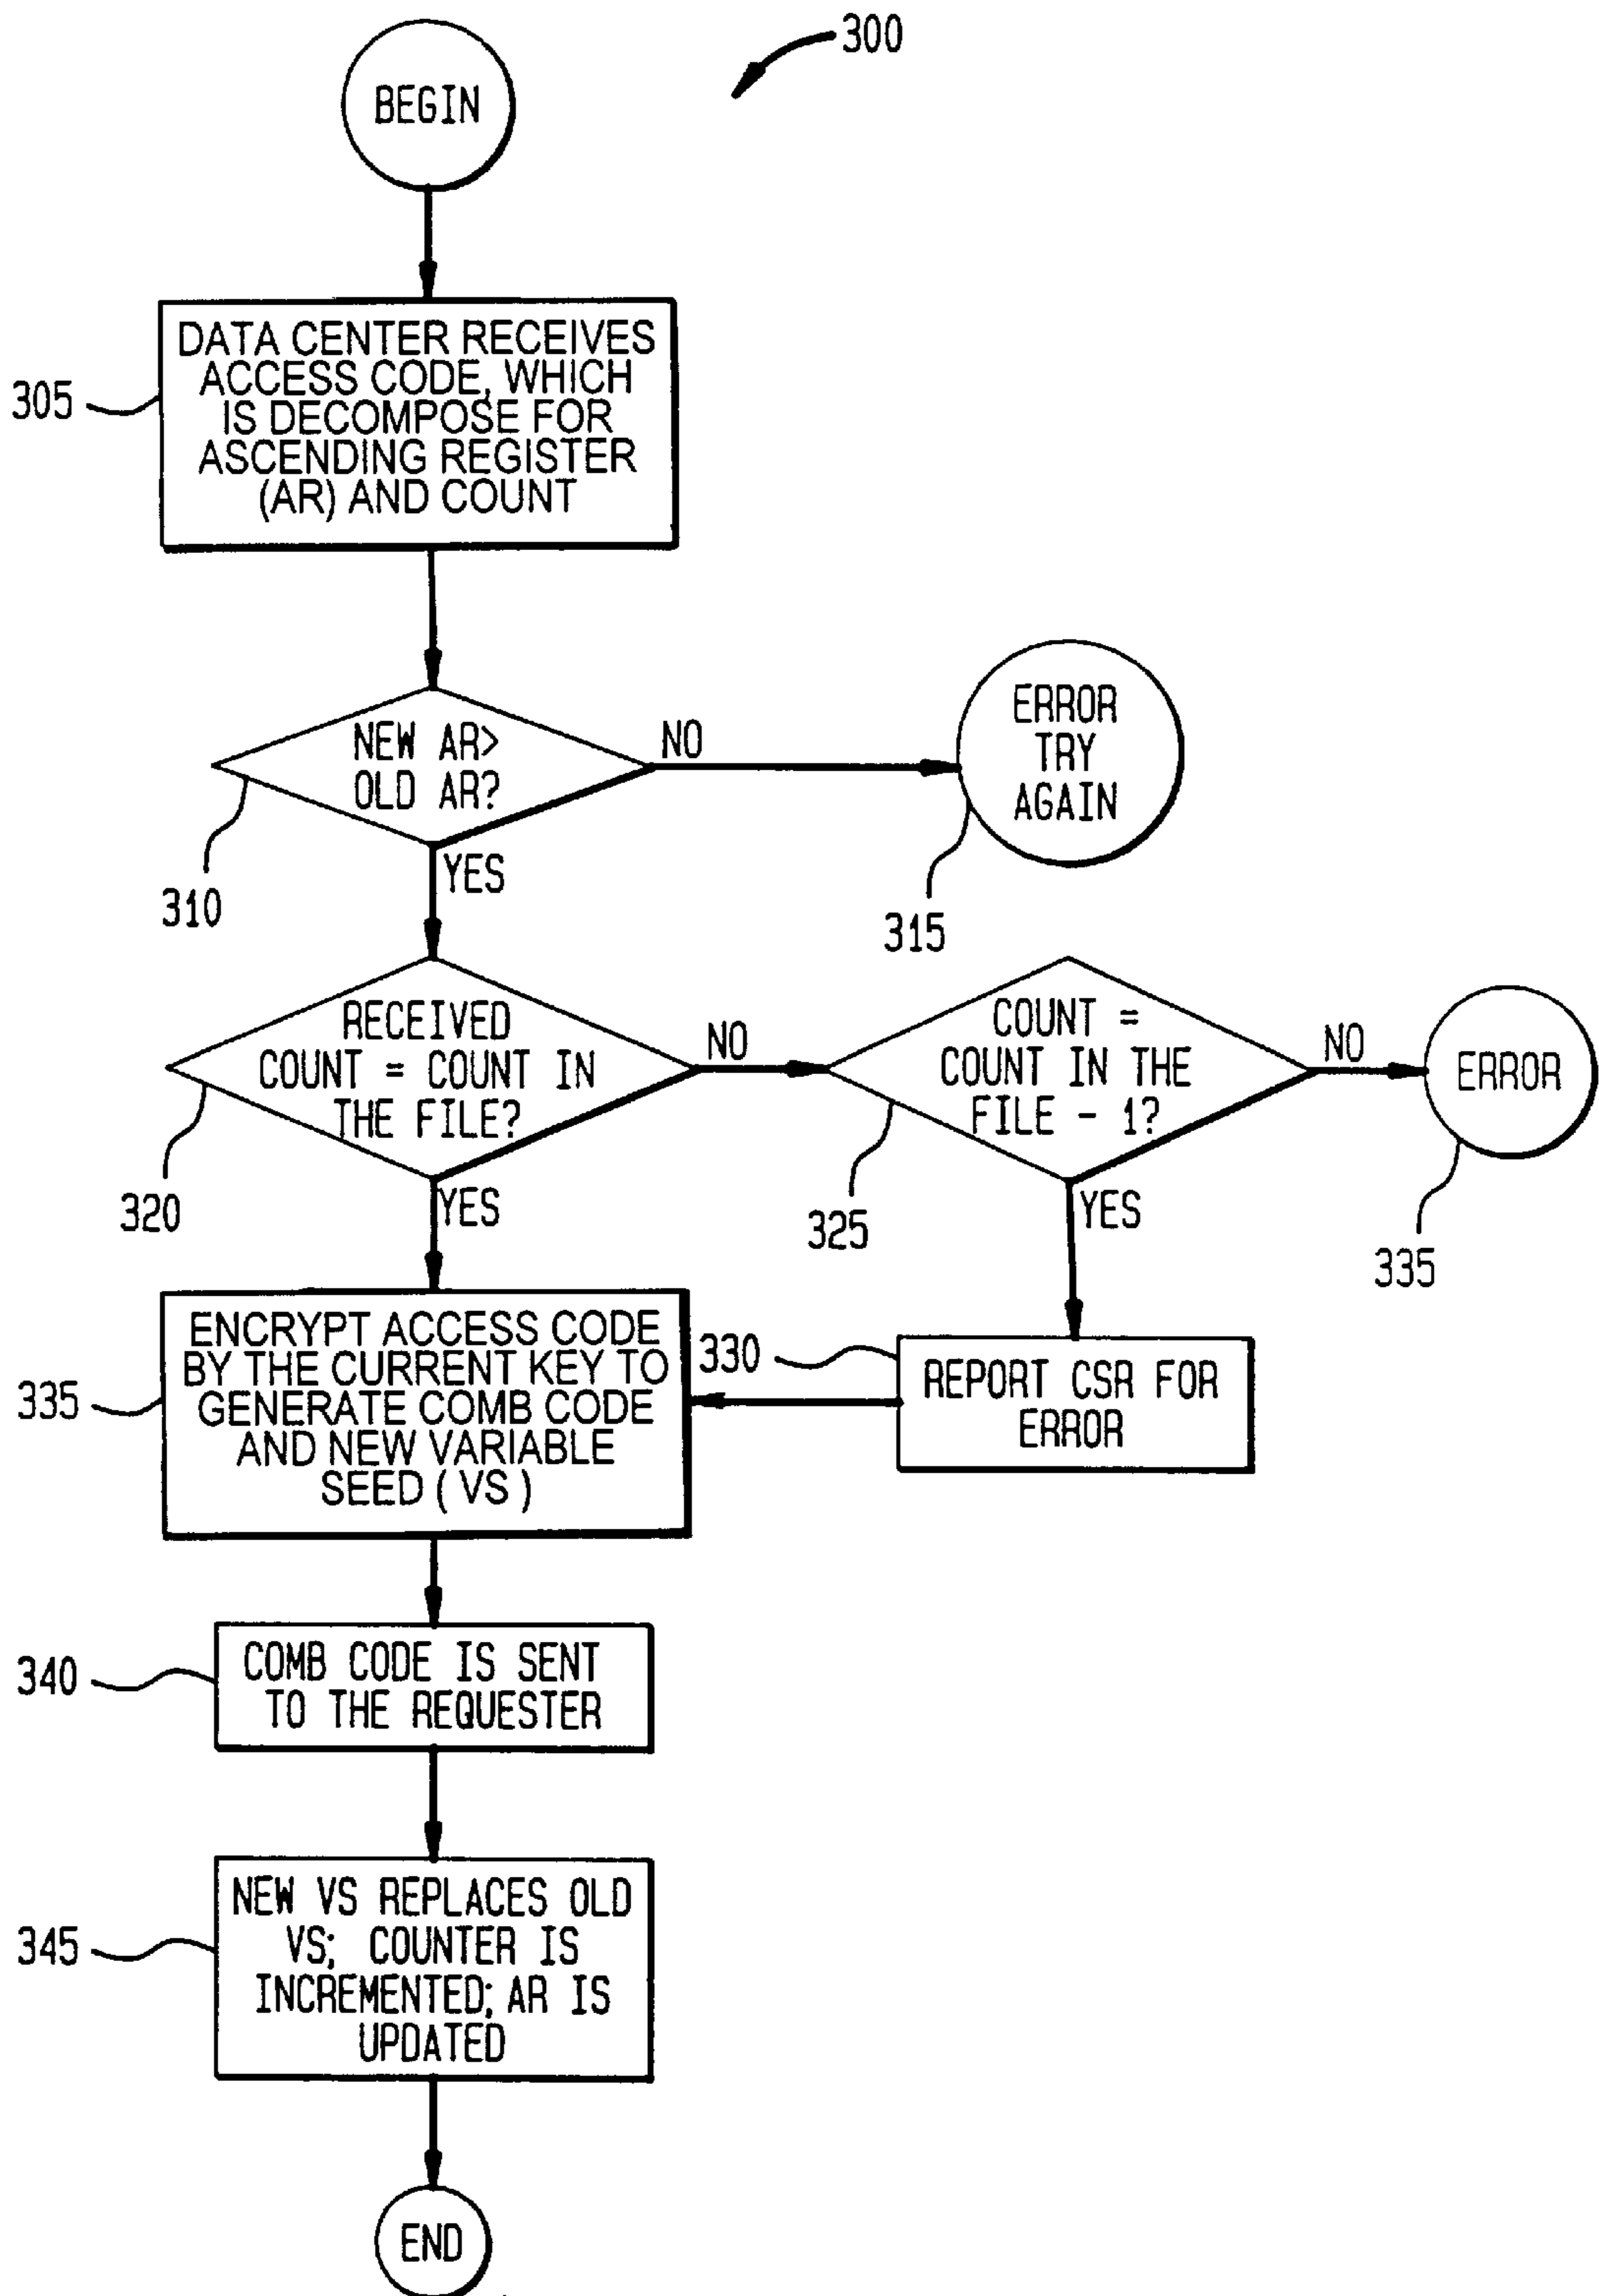 300
BEGIN
305
DATA CENTER RECEIVES
ACCESS CODE, WHICH
IS DECOMPOSE FOR
ASCENDING REGISTER
(AR) AND COUNT
NEW AR>
OLD AR?
310
NO
YES
ERROR
TRY
AGAIN
315
RECEIVED
COUNT = COUNT IN
THE FILE?
320
NO
YES
COUNT =
COUNT IN THE
FILE - 1?
325
NO
YES
ERROR
335
335
ENCRYPT ACCESS CODE
BY THE CURRENT KEY TO
GENERATE COMB CODE
AND NEW VARIABLE
SEED ( VS )
330
REPORT CSR FOR
ERROR
340
COMB CODE IS SENT
TO THE REQUESTER
345
NEW VS REPLACES OLD
VS; COUNTER IS
INCREMENTED; AR IS
UPDATED
END